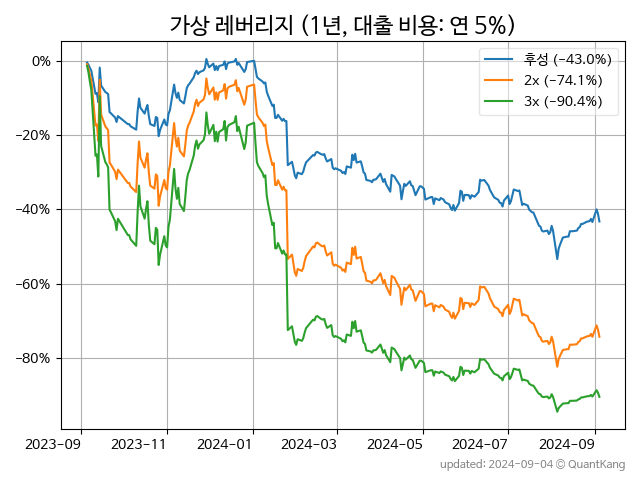 가상 레버리지 (1년, 대출 비용: 연 5%)
후성 (−43.0%)
2x (−74.1%)
3x (−90.4%)
0%
−20%
−40%
−60%
−80%
2023-09 2023-11 2024-01 2024-03 2024-05 2024-07 2024-09
updated: 2024-09-04 © QuantKang